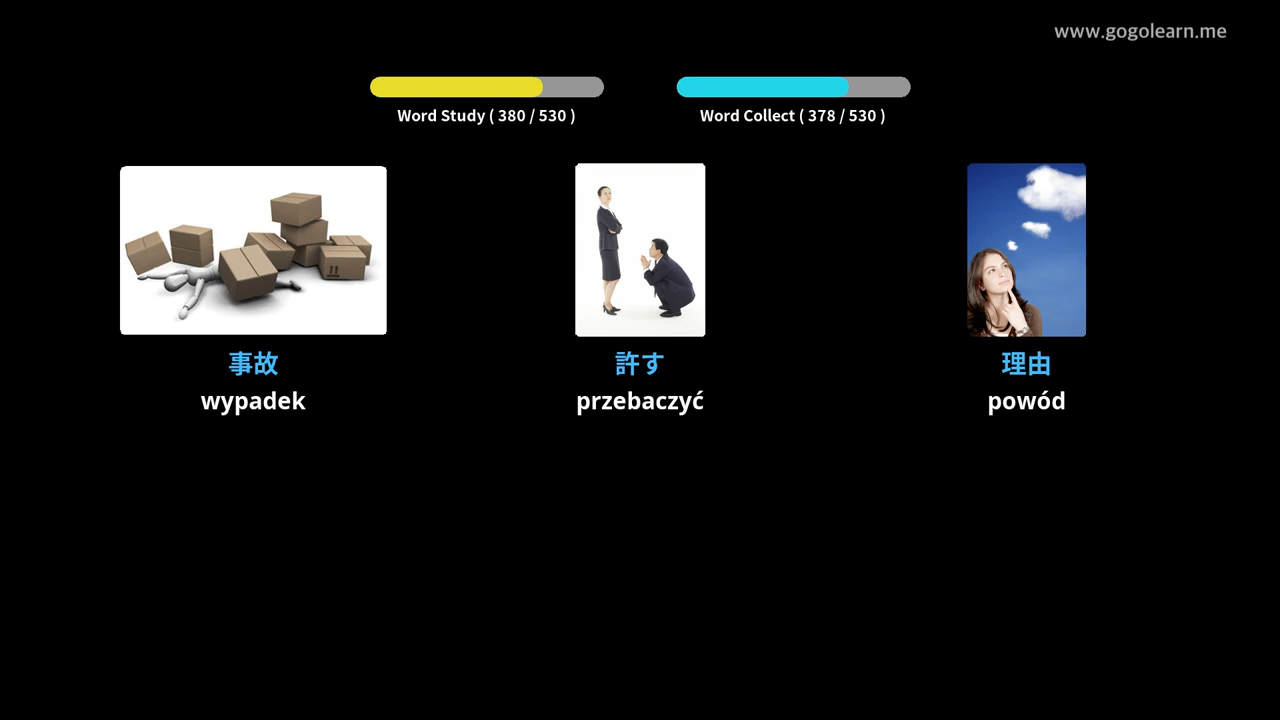 www.gogolearn.me
Word Study ( 380 / 530 )
Word Collect ( 378 / 530 )
事故
wypadek
許す
przebaczyć
理由
powód